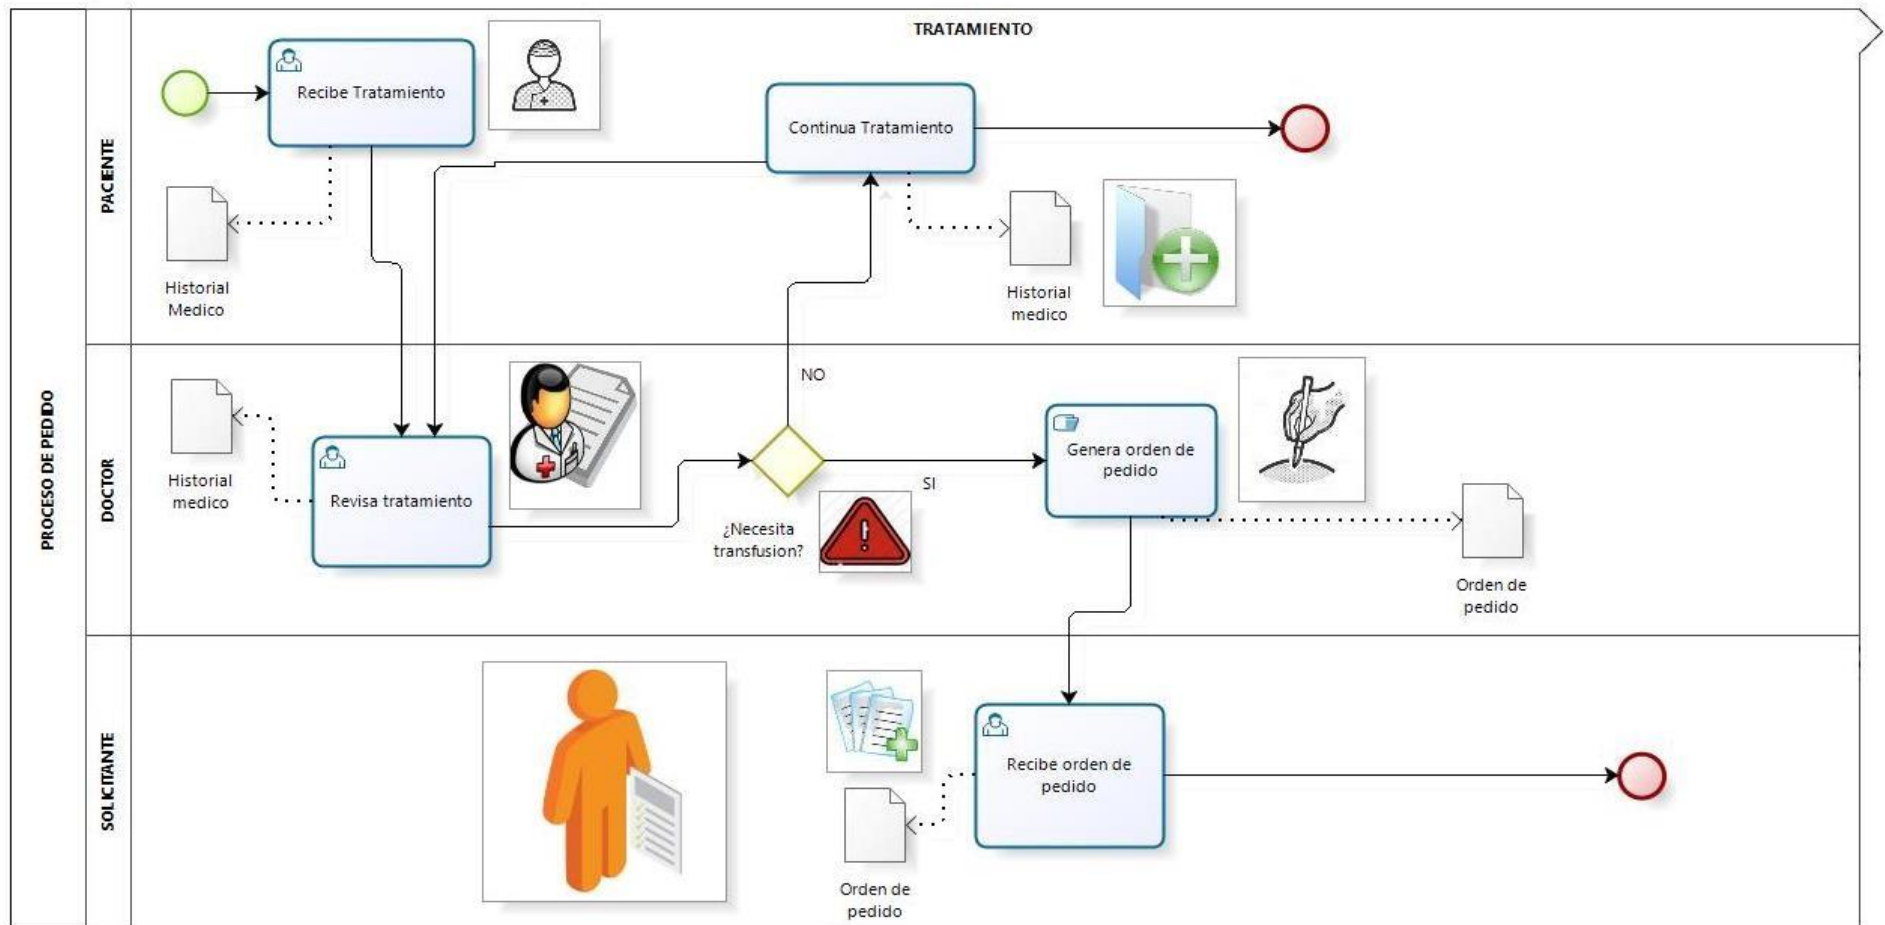 TRATAMIENTO
PROCESO DE PEDIDO
PACIENTE
Recibe Tratamiento
Continua Tratamiento
Historial
Medico
Historial
medico
NO
DOCTOR
Historial
medico
Revisa tratamiento
¿Necesita
transfusion?
SI
Genera orden de
pedido
Orden de
pedido
SOLICITANTE
Recibe orden de
pedido
Orden de
pedido